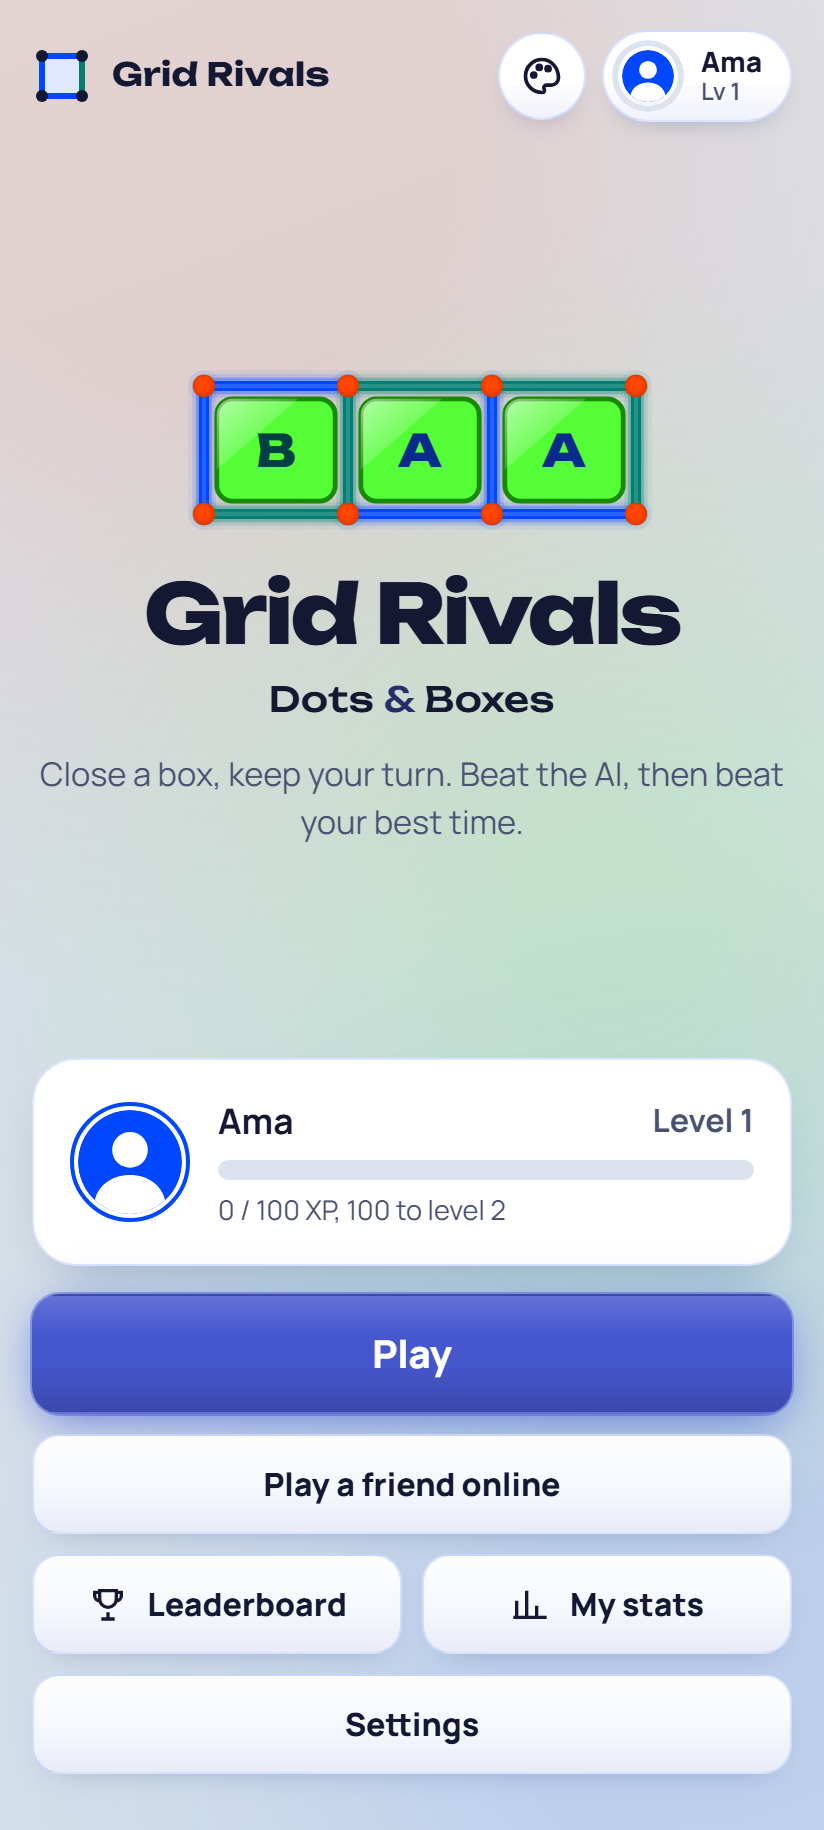 Grid Rivals
Ama
Lv 1
B A A
Grid Rivals
Dots & Boxes
Close a box, keep your turn. Beat the AI, then beat
your best time.
Ama
Level 1
0 / 100 XP, 100 to level 2
Play
Play a friend online
Leaderboard
My stats
Settings